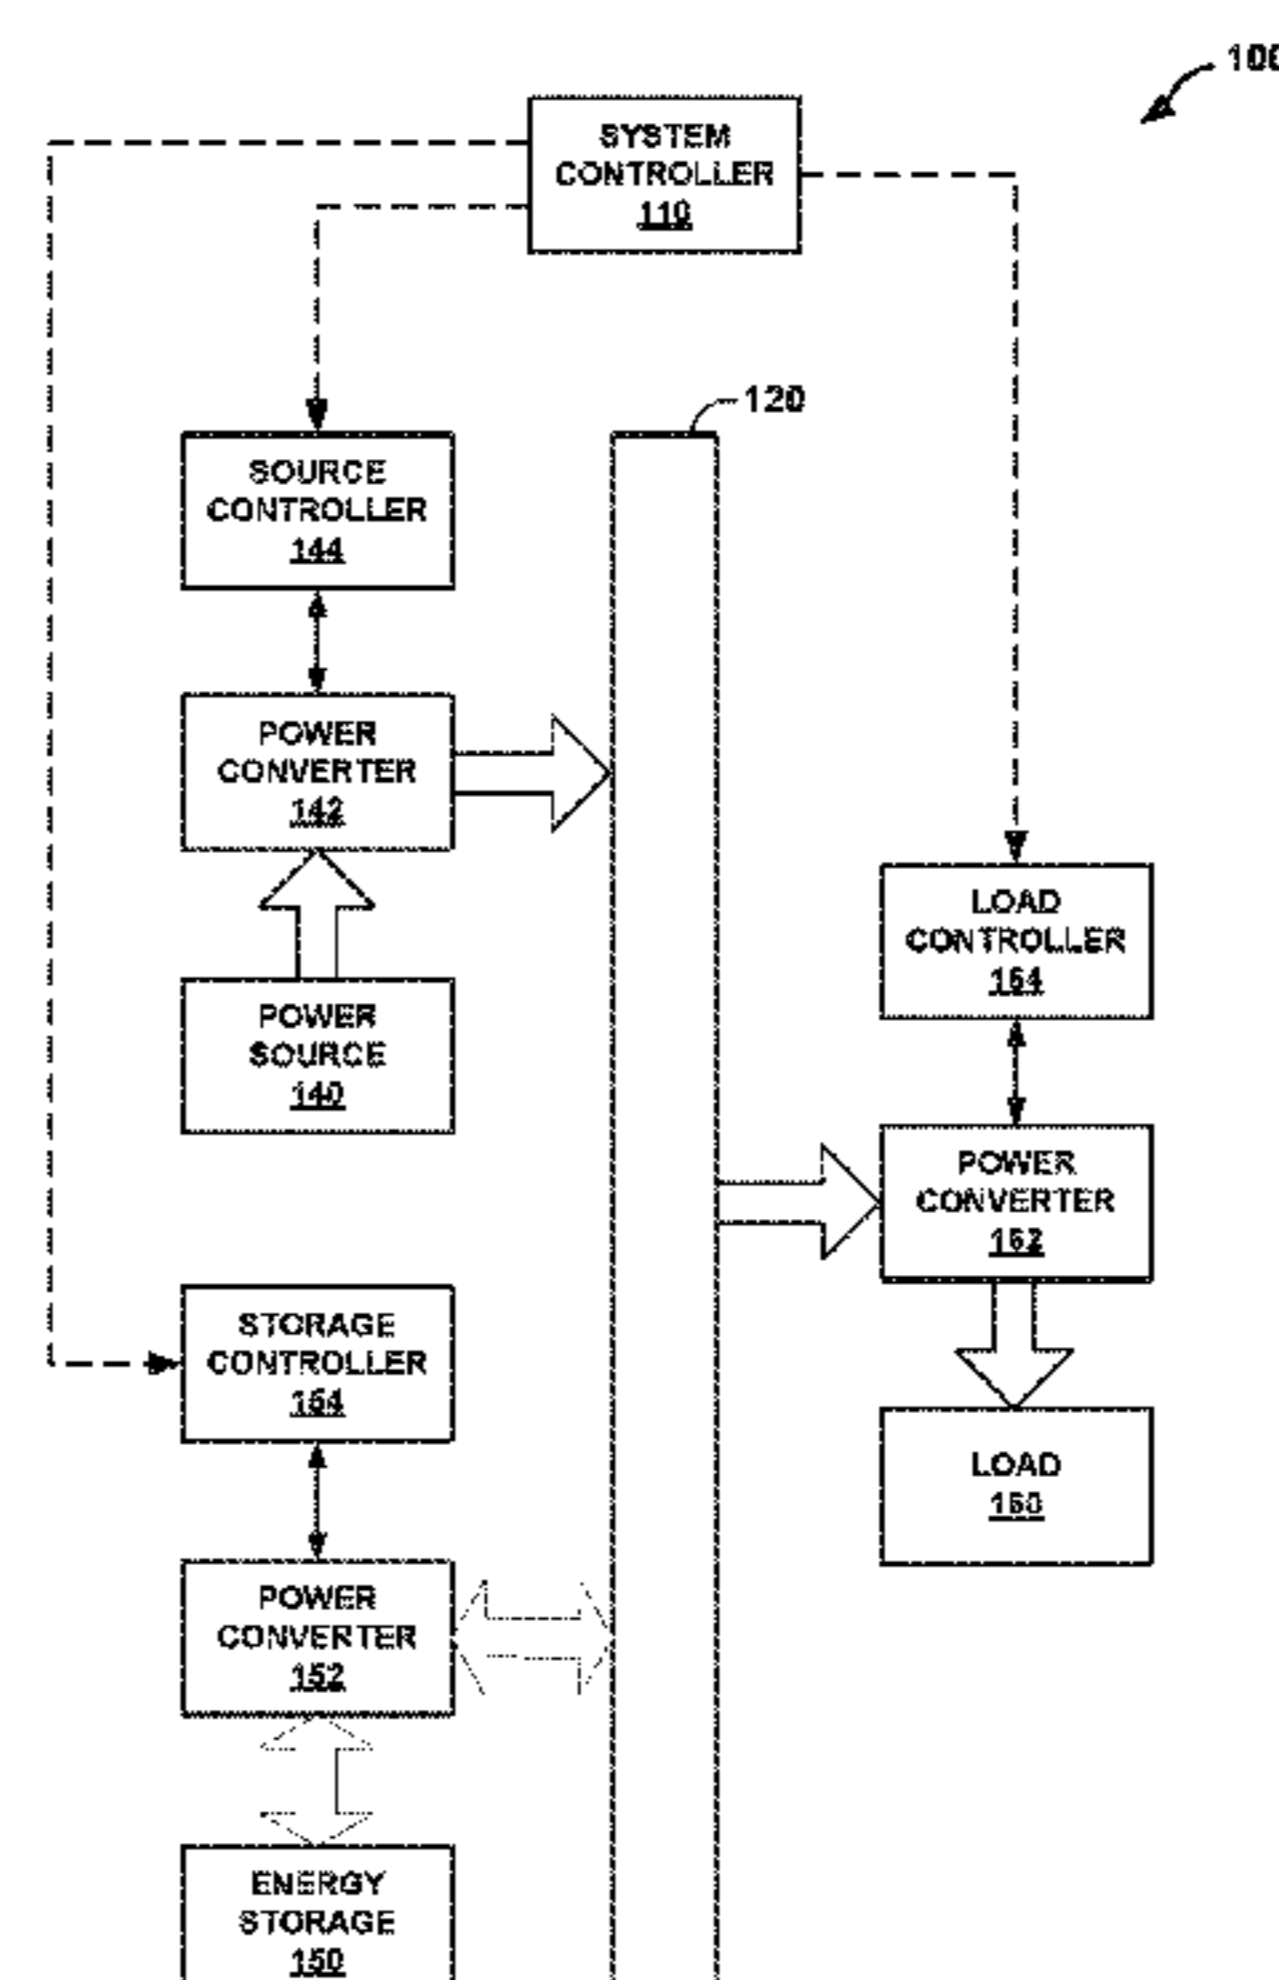 100
SYSTEM
CONTROLLER
110
120
SOURCE
CONTROLLER
144
POWER
CONVERTER
142
LOAD
CONTROLLER
164
POWER
SOURCE
140
POWER
CONVERTER
162
STORAGE
CONTROLLER
154
LOAD
160
POWER
CONVERTER
152
ENERGY
STORAGE
150